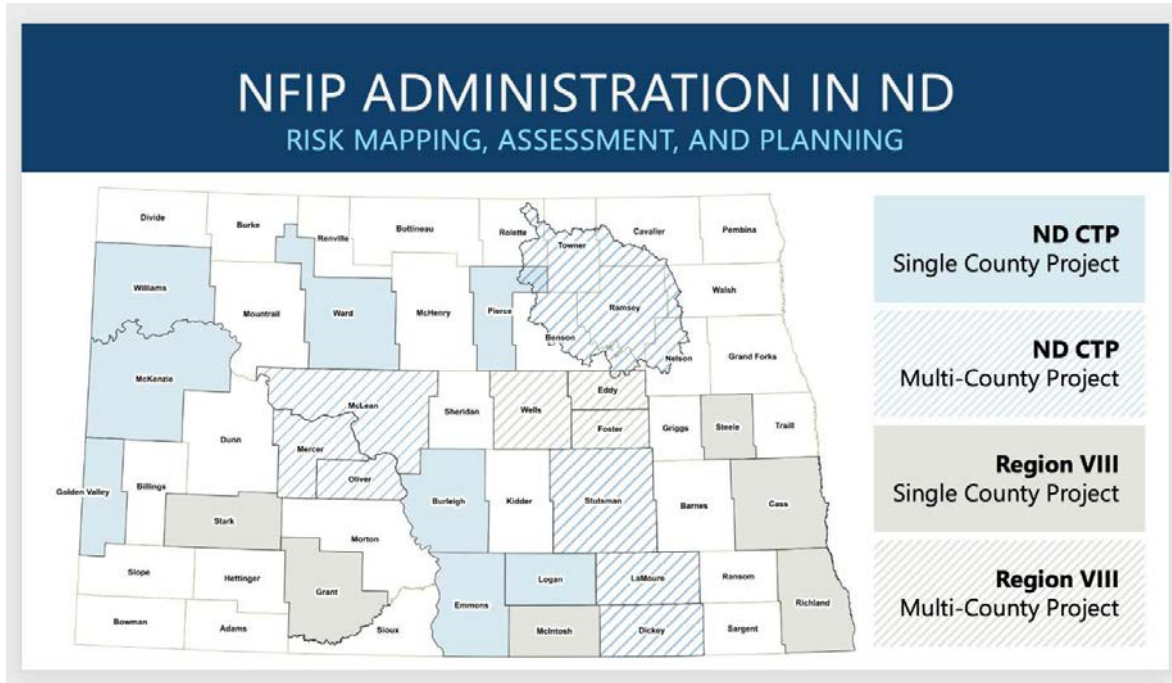 NFIP ADMINISTRATION IN ND
RISK MAPPING, ASSESSMENT, AND PLANNING
Divide
Burke
Renville
Bottineau
Rolette
Towner
Cavalier
Pembina
Williams
Mountrail
Ward
McHenry
Pierce
Benson
Ramsey
Walsh
Nelson
Grand Forks
McKenzie
Dunn
McLean
Mercer
Oliver
Sheridan
Wells
Eddy
Foster
Griggs
Steele
Traill
Golden Valley
Billings
Stark
Morton
Burleigh
Kidder
Stutsman
Barnes
Cass
Slope
Hettinger
Grant
Bowman
Adams
Sioux
Emmons
Logan
McIntosh
LaMoure
Dickey
Ransom
Sargent
Richland
ND CTP
Single County Project
ND CTP
Multi-County Project
Region VIII
Single County Project
Region VIII
Multi-County Project